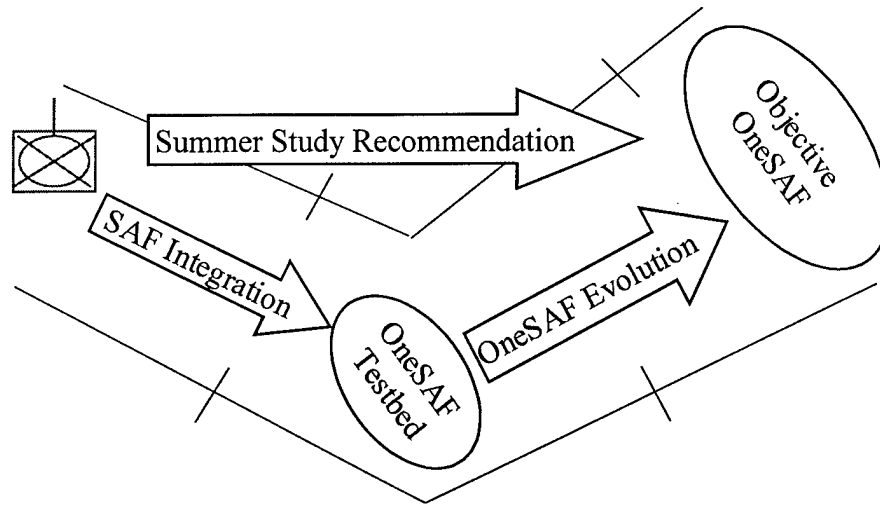 Summer Study Recommendation
Objective
OneSAF
SAF Integration
OneSAF Evolution
OneSAF
Testbed